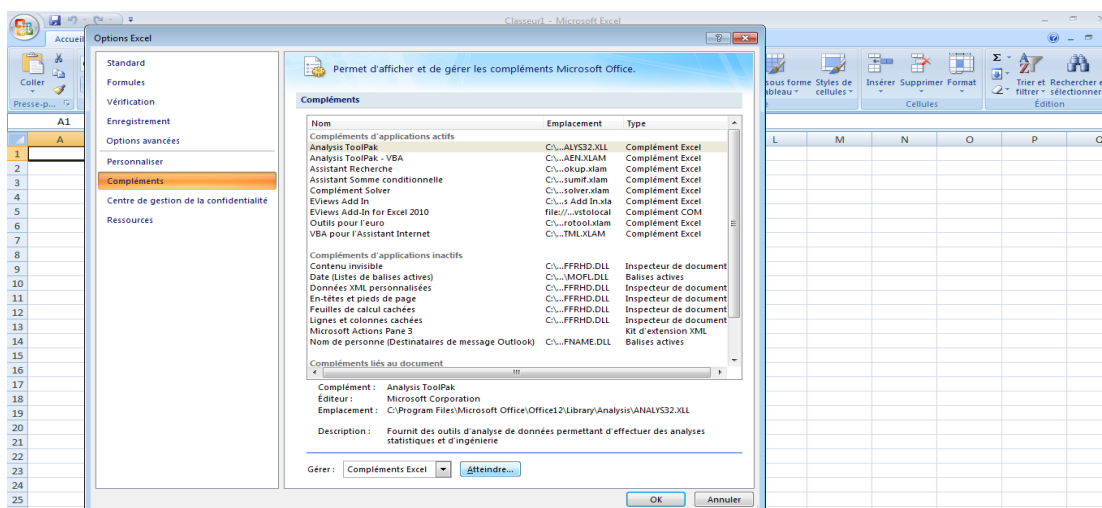 Classeur1 - Microsoft Excel
Accueil
Options Excel
Coller
Presse-p...
Standard
Formules
Vérification
Enregistrement
Options avancées
Personnaliser
Compléments
Centre de gestion de la confidentialité
Ressources
Permet d'afficher et de gérer les compléments Microsoft Office.
Compléments
Nom Emplacement Type
Compléments d'applications actifs
Analysis ToolPak C:\...ALYS32.XLL Complément Excel
Analysis ToolPak - VBA C:\...AEN.XLAM Complément Excel
Assistant Recherche C:\...okup.xlam Complément Excel
Assistant Somme conditionnelle C:\...sumif.xlam Complément Excel
Complément Solver C:\...solver.xlam Complément Excel
EViews Add In C:\...s Add In.xla Complément Excel
EViews Add-In for Excel 2010 file://...vstolocal Complément COM
Outils pour l'euro C:\...rotool.xlam Complément Excel
VBA pour l'Assistant Internet C:\...TML.XLAM Complément Excel
Compléments d'applications inactifs
Contenu invisible C:\...FFRHD.DLL Inspecteur de document
Date (Listes de balises actives) C:\...\MOFL.DLL Balises actives
Données XML personnalisées C:\...FFRHD.DLL Inspecteur de document
En-têtes et pieds de page C:\...FFRHD.DLL Inspecteur de document
Feuilles de calcul cachées C:\...FFRHD.DLL Inspecteur de document
Lignes et colonnes cachées C:\...FFRHD.DLL Inspecteur de document
Microsoft Actions Pane 3 Kit d'extension XML
Nom de personne (Destinataires de message Outlook) C:\...FNAME.DLL Balises actives
Compléments liés au document
Complément : Analysis ToolPak
Éditeur : Microsoft Corporation
Emplacement : C:\Program Files\Microsoft Office\Office12\Library\Analysis\ANALYS32.XLL
Description : Fournit des outils d'analyse de données permettant d'effectuer des analyses
statistiques et d'ingénierie
Gérer : Compléments Excel Atteindre...
OK Annuler
sous forme Styles de Insérer Supprimer Format Trier et Rechercher e
ableau cellules filtrer sélectionner
Cellules Édition
A1
A L M N O P Q
1
2
3
4
5
6
7
8
9
10
11
12
13
14
15
16
17
18
19
20
21
22
23
24
25